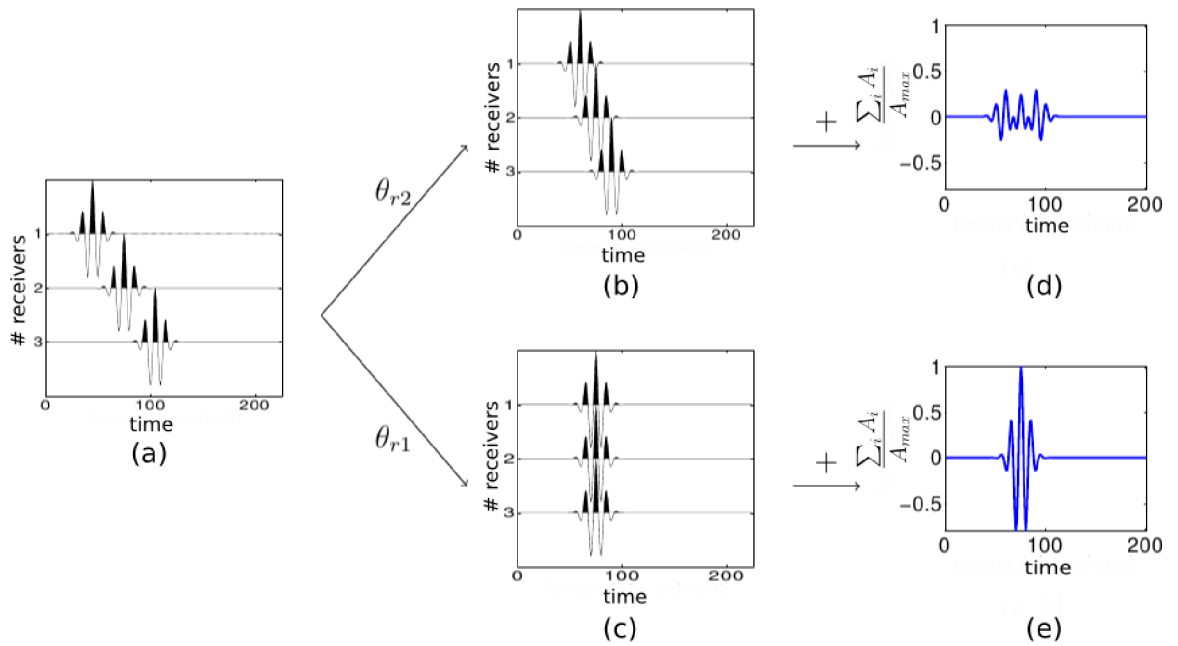 # receivers
1
2
3
0 100 200
time
(a)
θr2
θr1
# receivers
1
2
3
0 100 200
time
(b)
# receivers
1
2
3
0 100 200
time
(c)
+
∑i Ai
Amax
1
0.5
0
−0.5
0 100 200
time
(d)
+
∑i Ai
Amax
1
0.5
0
−0.5
0 100 200
time
(e)